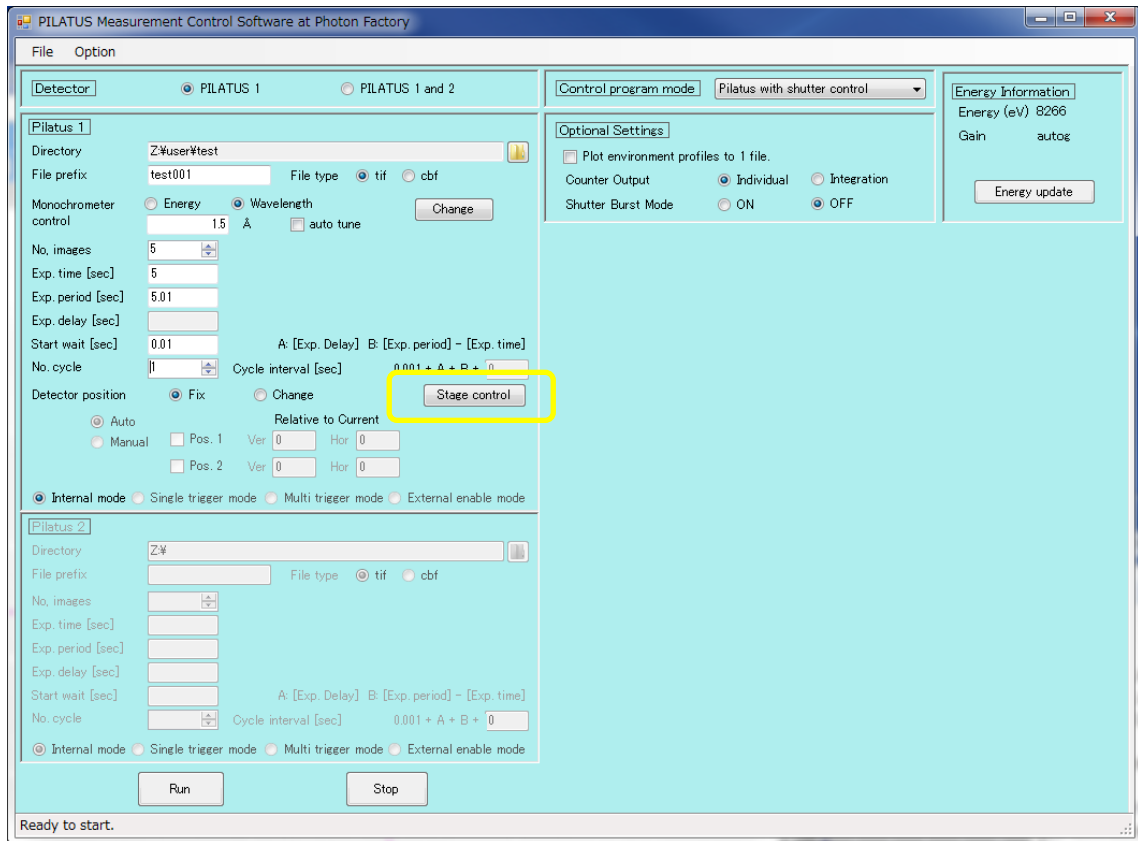 PILATUS Measurement Control Software at Photon Factory
File Option
Detector PILATUS 1 PILATUS 1 and 2
Control program mode Pilatus with shutter control
Energy Information
Energy (eV) 8266
Gain autog
Energy update
Optional Settings
Plot environment profiles to 1 file.
Counter Output Individual Integration
Shutter Burst Mode ON OFF
Pilatus 1
Directory Z:¥user¥test
File prefix test001 File type tif cbf
Monochrometer control Energy Wavelength Change
1.5 Å auto tune
No, images 5
Exp. time [sec] 5
Exp. period [sec] 5.01
Exp. delay [sec]
Start wait [sec] 0.01 A: [Exp. Delay] B: [Exp. period] - [Exp. time]
No. cycle 1 Cycle interval [sec] 0.001 + A + B + 0
Detector position Fix Change Stage control
Auto Relative to Current
Manual Pos. 1 Ver 0 Hor 0
Pos. 2 Ver 0 Hor 0
Internal mode Single trigger mode Multi trigger mode External enable mode
Pilatus 2
Directory Z:¥
File prefix File type tif cbf
No, images
Exp. time [sec]
Exp. period [sec]
Exp. delay [sec]
Start wait [sec] A: [Exp. Delay] B: [Exp. period] - [Exp. time]
No. cycle Cycle interval [sec] 0.001 + A + B + 0
Internal mode Single trigger mode Multi trigger mode External enable mode
Run Stop
Ready to start.